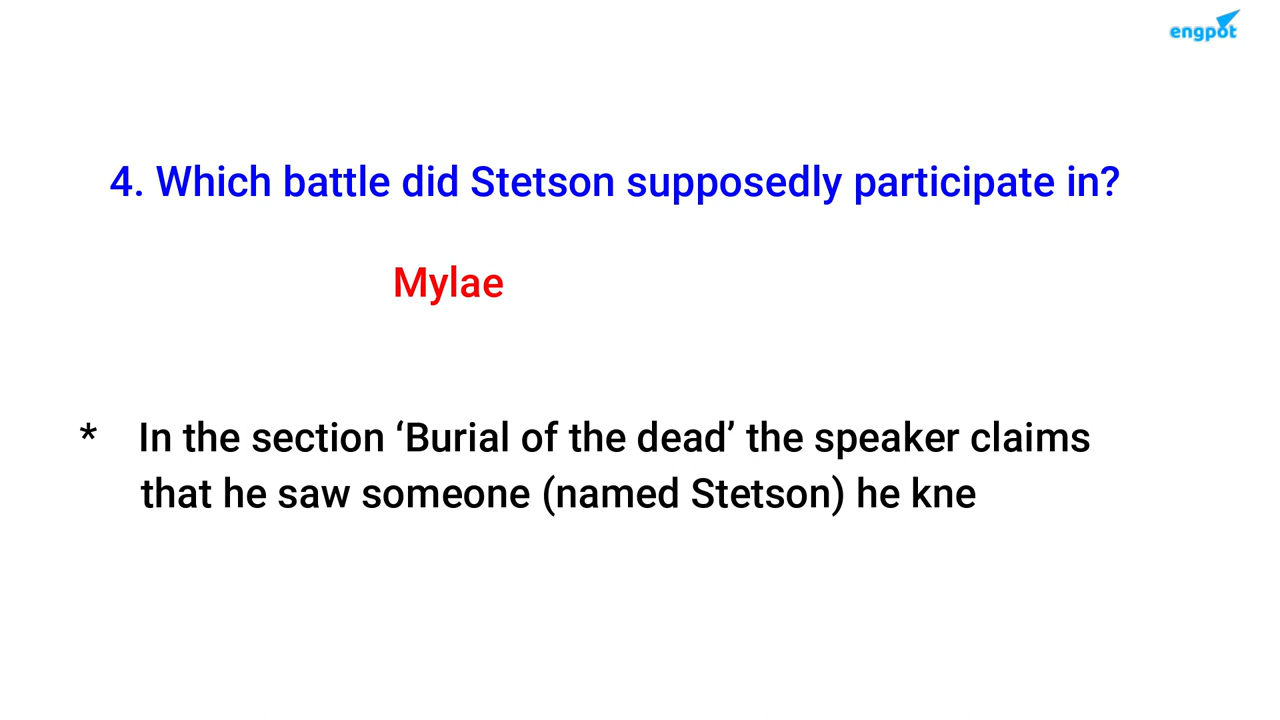 engpot
4. Which battle did Stetson supposedly participate in?
Mylae
* In the section ‘Burial of the dead’ the speaker claims
that he saw someone (named Stetson) he kne